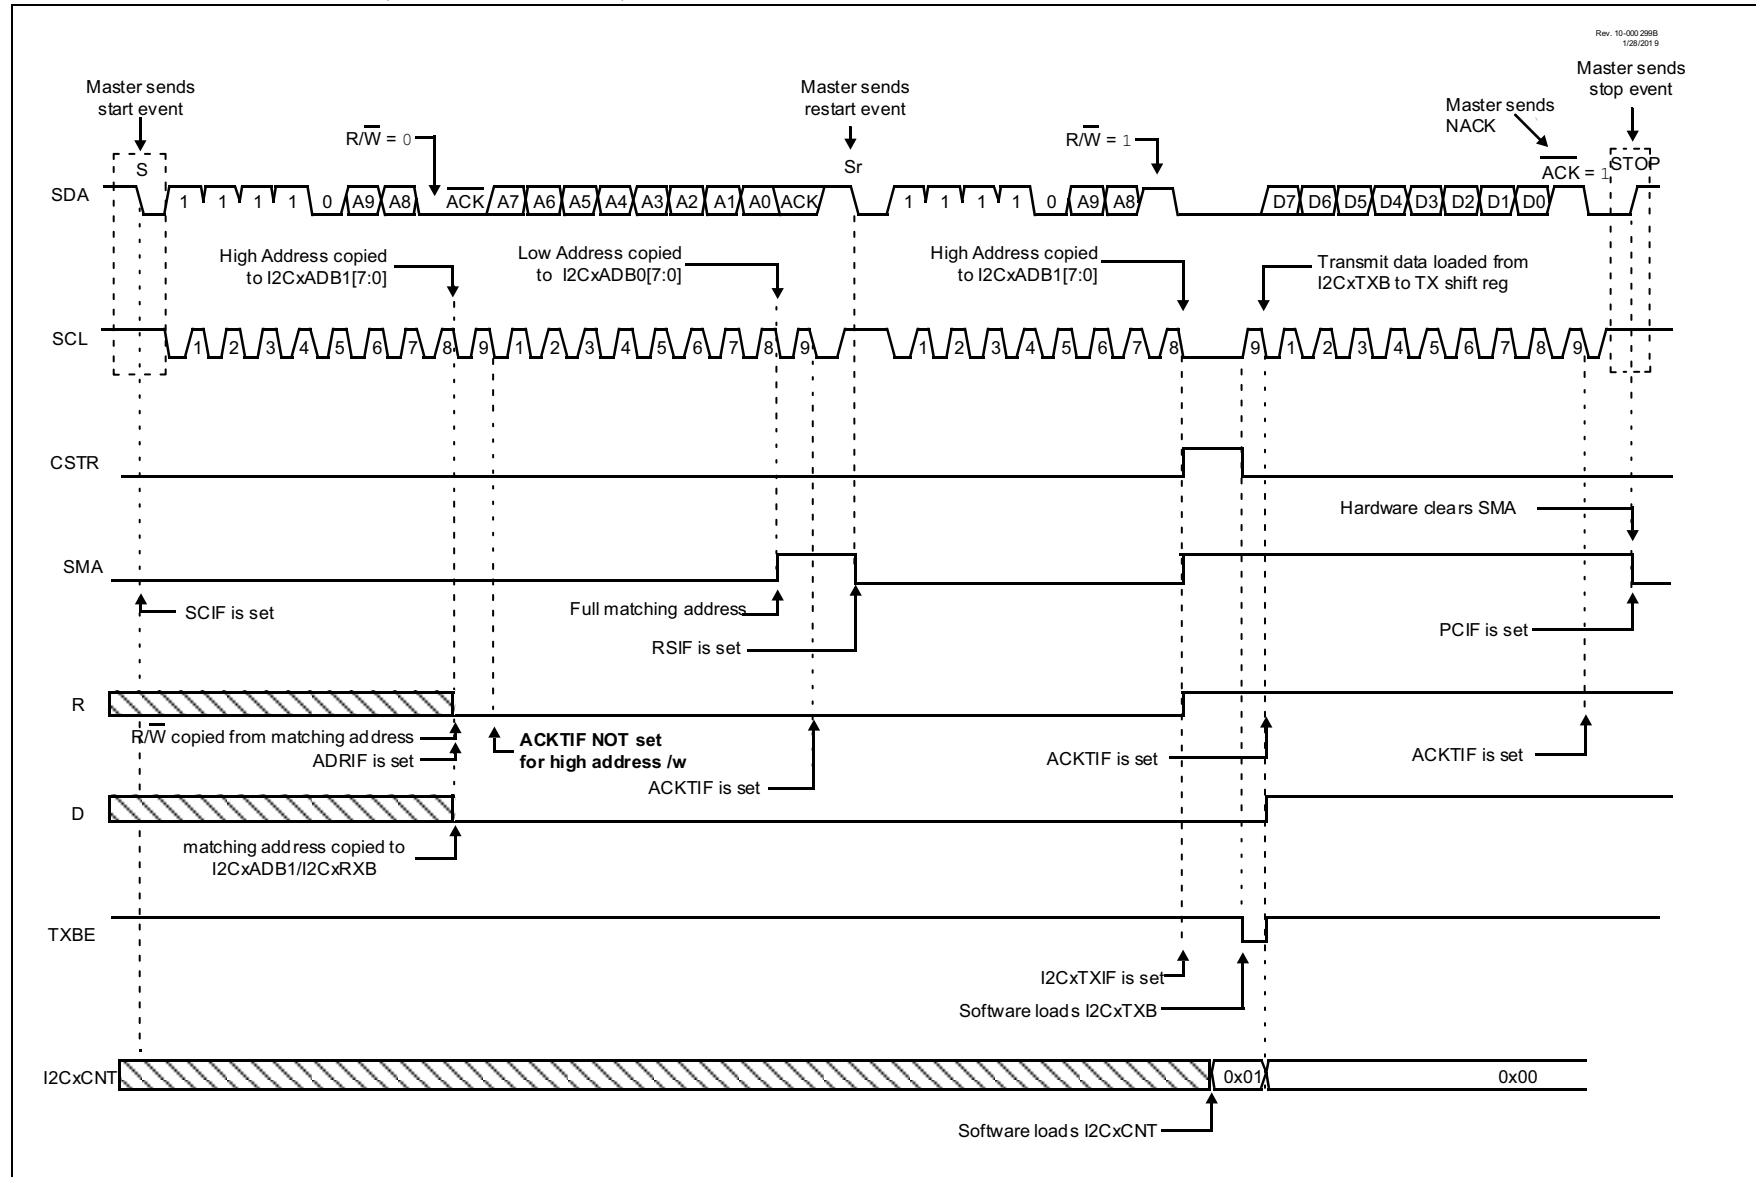 Rev. 10-000 299B
1/28/201 9
Master sends
start event
Master sends
restart event
Master sends
stop event
Master sends
NACK
R/W = 0
R/W = 1
S
Sr
STOP
ACK = 1
SDA
1 1 1 1 0 A9 A8 ACK A7 A6 A5 A4 A3 A2 A1 A0 ACK 1 1 1 1 0 A9 A8 D7 D6 D5 D4 D3 D2 D1 D0
High Address copied
to I2CxADB1[7:0]
Low Address copied
to I2CxADB0[7:0]
High Address copied
to I2CxADB1[7:0]
Transmit data loaded from
I2CxTXB to TX shift reg
SCL
1 2 3 4 5 6 7 8 9 1 2 3 4 5 6 7 8 9 1 2 3 4 5 6 7 8 9 1 2 3 4 5 6 7 8 9
CSTR
Hardware clears SMA
SMA
SCIF is set
Full matching address
RSIF is set
PCIF is set
R
R/W copied from matching address
ADRIF is set
ACKTIF NOT set
for high address /w
ACKTIF is set
ACKTIF is set
ACKTIF is set
D
matching address copied to
I2CxADB1/I2CxRXB
TXBE
I2CxTXIF is set
Software loads I2CxTXB
I2CxCNT
0x01
0x00
Software loads I2CxCNT